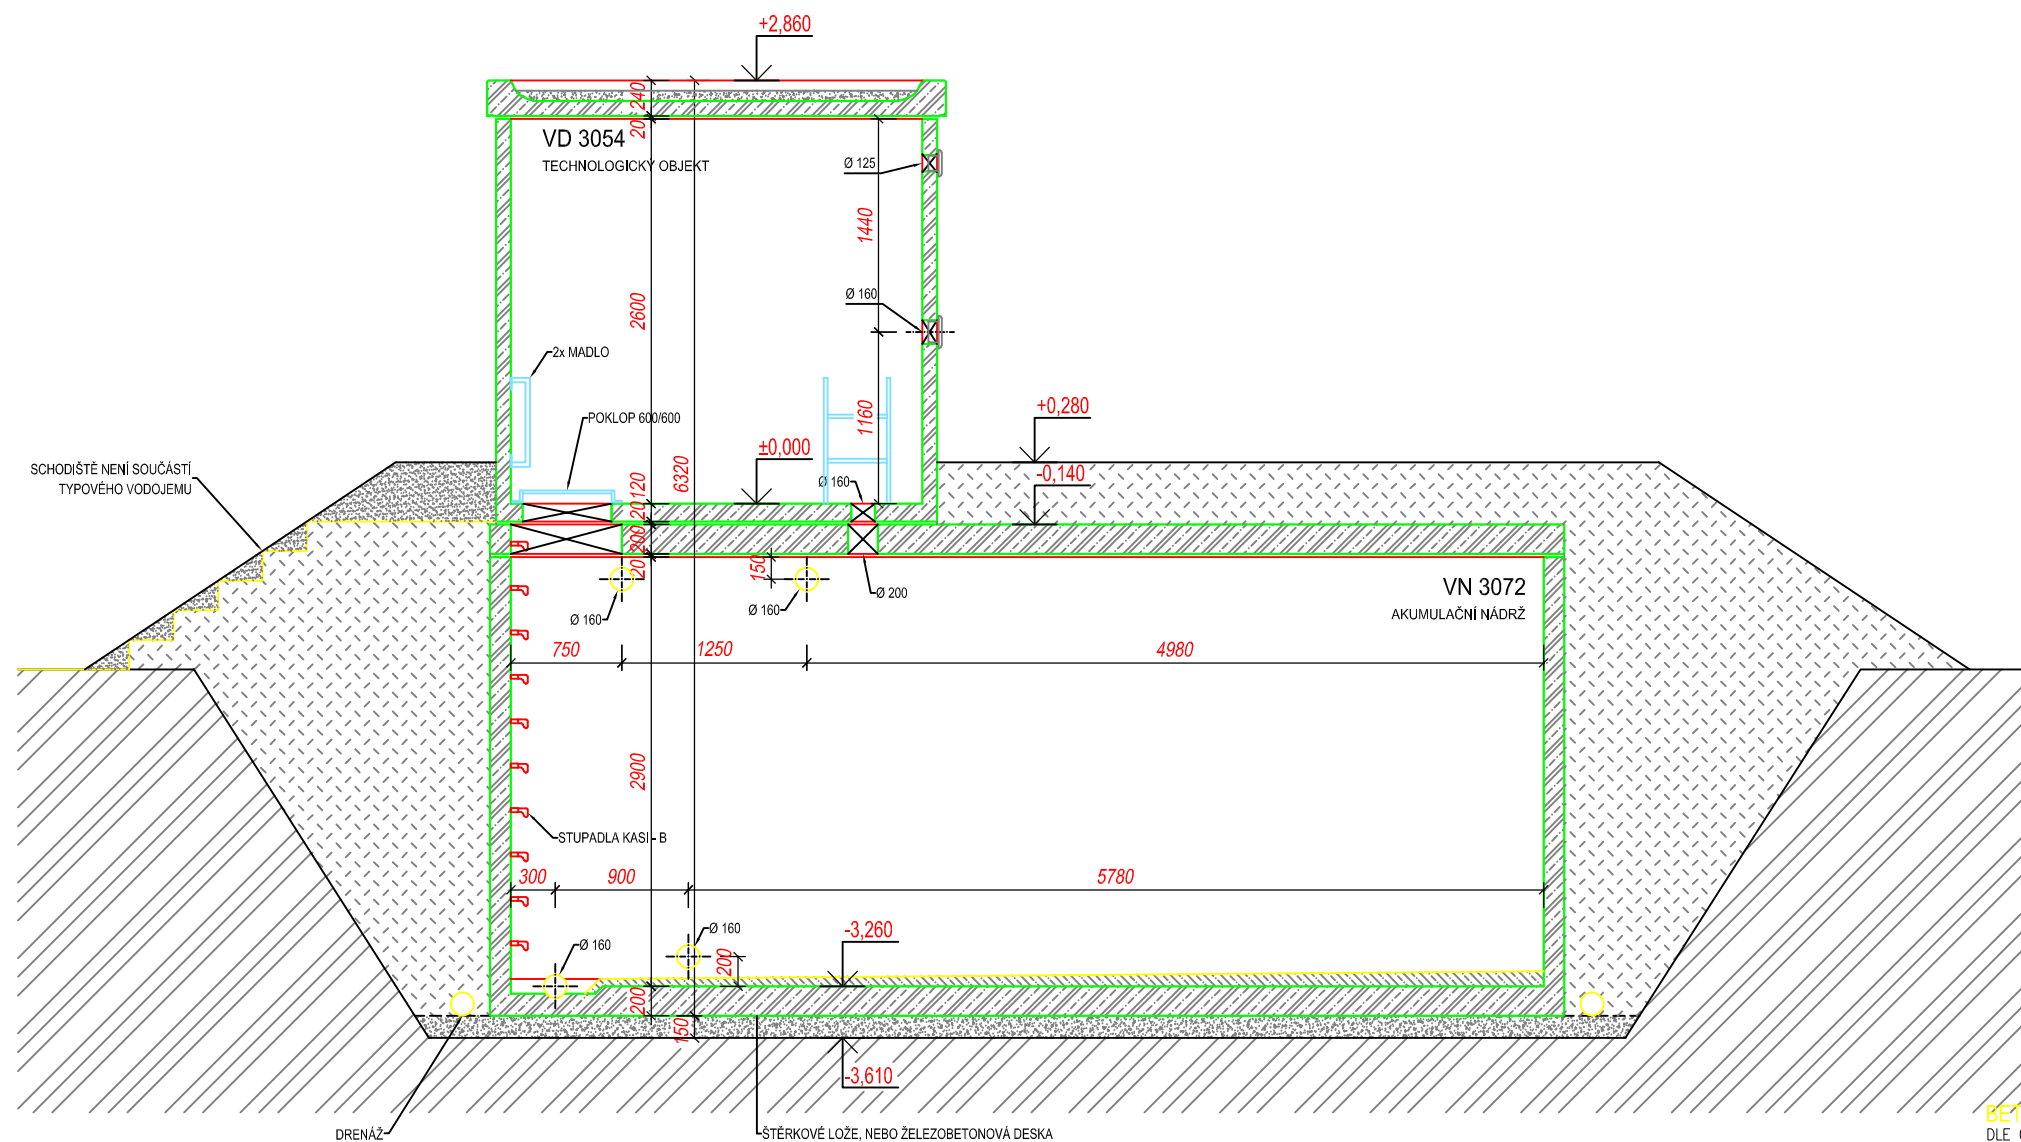 +2,860
240
20
VD 3054
TECHNOLOGICKÝ OBJEKT
Ø 125
1440
Ø 160
2600
2x MADLO
1160
POKLOP 600/600
+0,280
±0,000
-0,140
SCHODIŠTĚ NENÍ SOUČÁSTÍ
TYPOVÉHO VODOJEMU
6320
120
20
Ø 160
200
20
150
Ø 160
Ø 160
Ø 200
VN 3072
AKUMULAČNÍ NÁDRŽ
750
1250
4980
2900
STUPADLA KASI - B
300
900
5780
Ø 160
Ø 160
-3,260
200
200
150
-3,610
DRENÁŽ
ŠTĚRKOVÉ LOŽE, NEBO ŽELEZOBETONOVÁ DESKA
BET
DLE